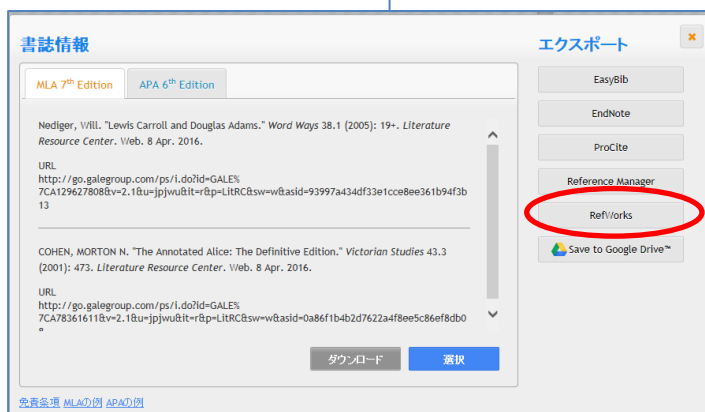 書誌情報
MLA 7th Edition APA 6th Edition
Nediger, Will. "Lewis Carroll and Douglas Adams." Word Ways 38.1 (2005): 19+. Literature
Resource Center. Web. 8 Apr. 2016.
URL
http://go.galegroup.com/ps/i.do?id=GALE%
7CA129627808&v=2.1&u=jpjwu&it=r&p=LitRC&sw=w&asid=93997a434df33e1cce8ee361b94f3b
13
COHEN, MORTON N. "The Annotated Alice: The Definitive Edition." Victorian Studies 43.3
(2001): 473. Literature Resource Center. Web. 8 Apr. 2016.
URL
http://go.galegroup.com/ps/i.do?id=GALE%
7CA78361611&v=2.1&u=jpjwu&it=r&p=LitRC&sw=w&asid=0a86f1b4b2d7622a4f8ee5c86ef8db0
ダウンロード 選択
免責条項 MLAの例 APAの例
エクスポート
EasyBib
EndNote
ProCite
Reference Manager
RefWorks
Save to Google Drive™